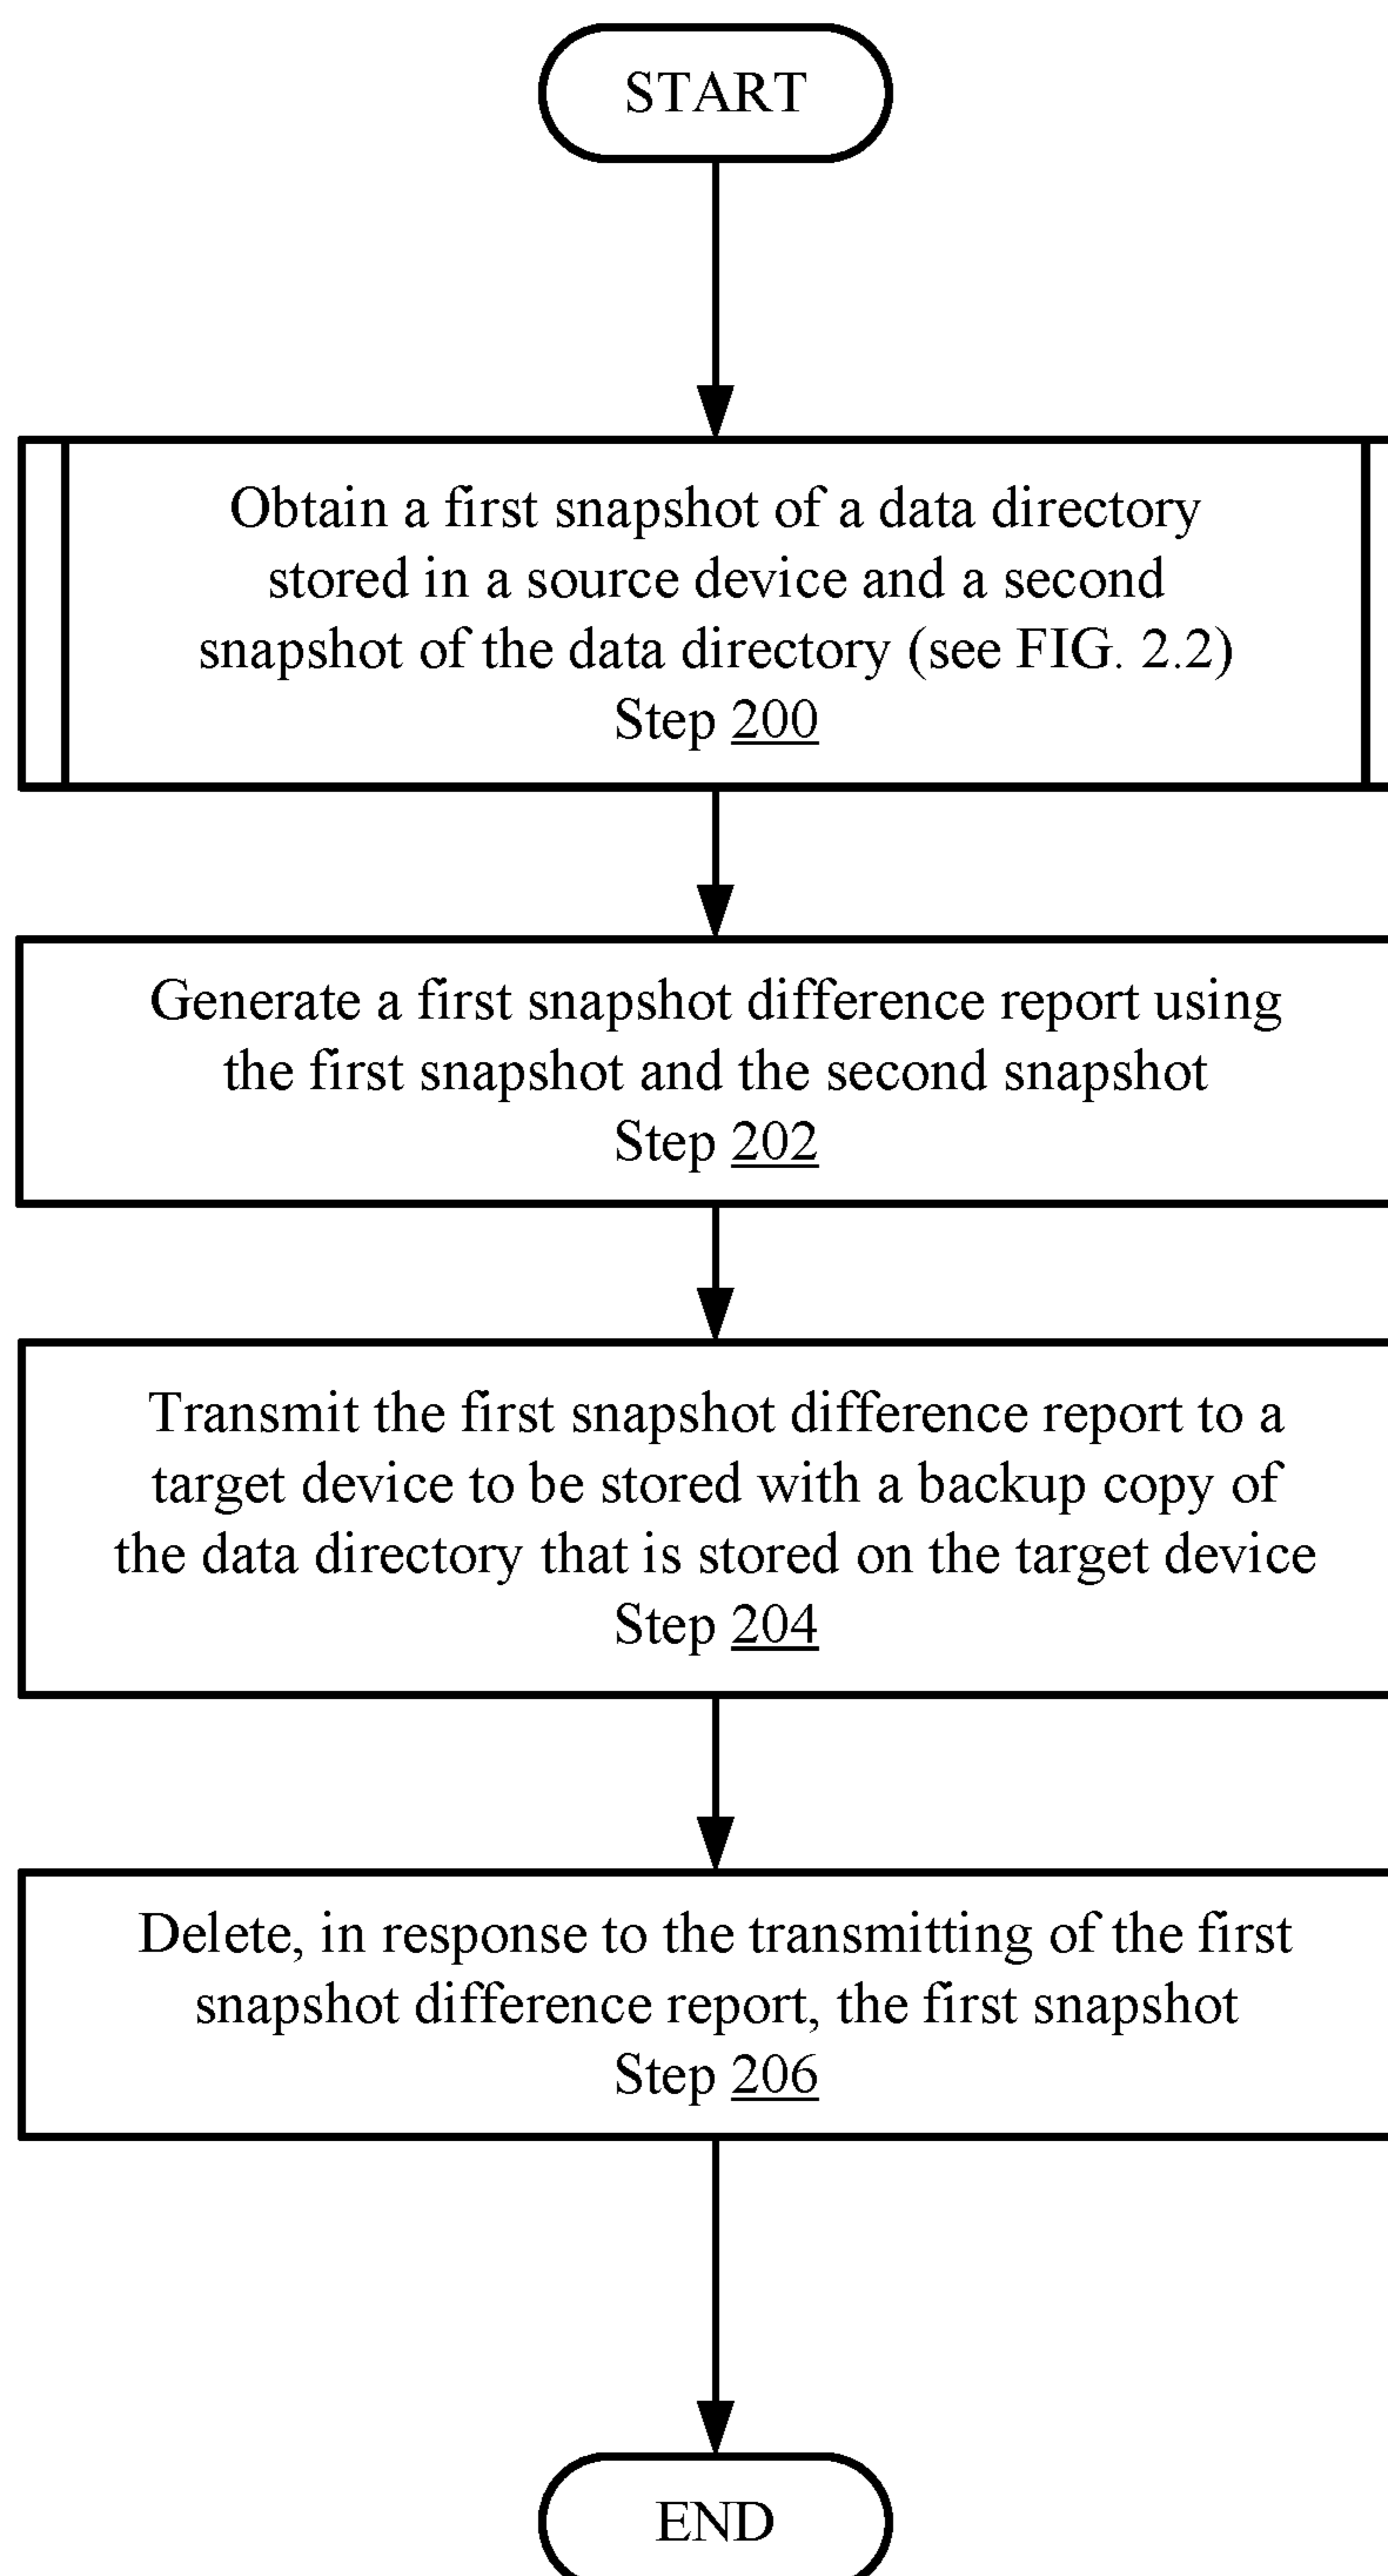 START
Obtain a first snapshot of a data directory
stored in a source device and a second
snapshot of the data directory (see FIG. 2.2)
Step 200
Generate a first snapshot difference report using
the first snapshot and the second snapshot
Step 202
Transmit the first snapshot difference report to a
target device to be stored with a backup copy of
the data directory that is stored on the target device
Step 204
Delete, in response to the transmitting of the first
snapshot difference report, the first snapshot
Step 206
END